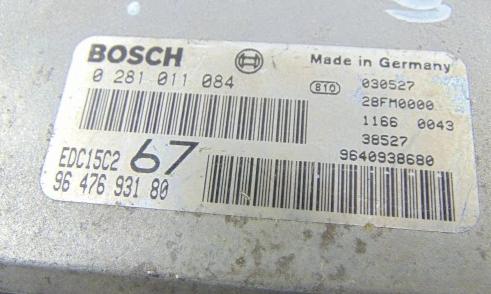 BOSCH
Made in Germany
0 281 011 084
810
030527
28FM0000
1166 0043
38527
9640938680
EDC15C2 67
96 476 931 80